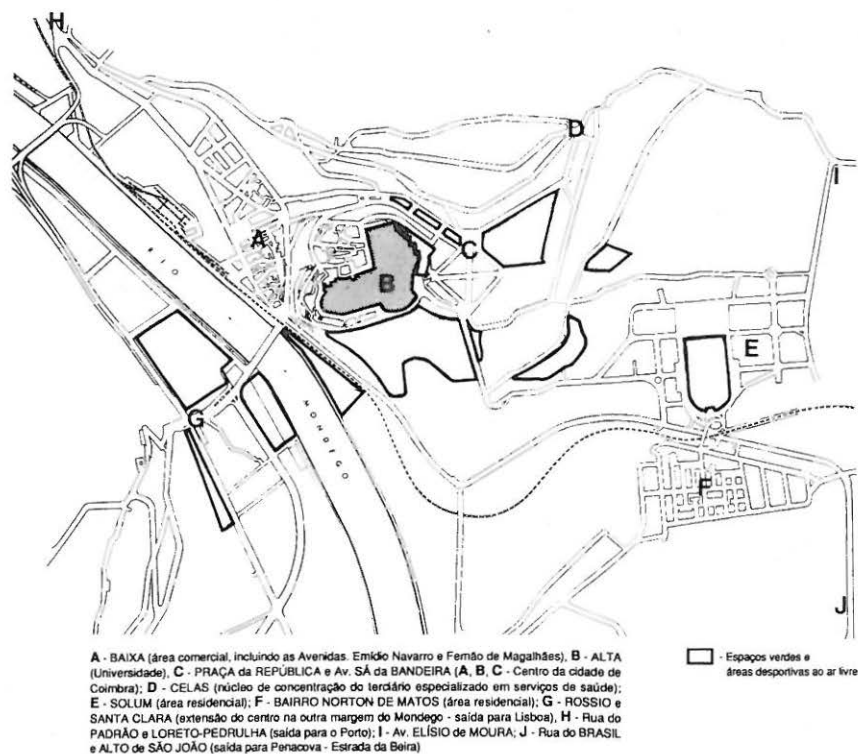 H
D
I
A
RIO
C
B
E
G
MONDEGO
F
J
A - BAIXA (área comercial, incluindo as Avenidas. Emídio Navarro e Fernão de Magalhães), B - ALTA
(Universidade), C - PRAÇA da REPÚBLICA e Av. SÁ da BANDEIRA (A, B, C - Centro da cidade de
Coimbra); D - CELAS (núcleo de concentração do terdário especializado em serviços de saúde);
E - SOLUM (área residencial); F - BAIRRO NORTON DE MATOS (área residencial); G - ROSSIO e
SANTA CLARA (extensão do centro na outra margem do Mondego - saída para Lisboa), H - Rua do
PADRÃO e LORETO-PEDRULHA (saída para o Porto); I - Av. ELÍSIO de MOURA; J - Rua do BRASIL
e ALTO de SÃO JOÃO (saída para Penacova - Estrada da Beira)
- Espaços verdes e
áreas desportivas ao ar livre